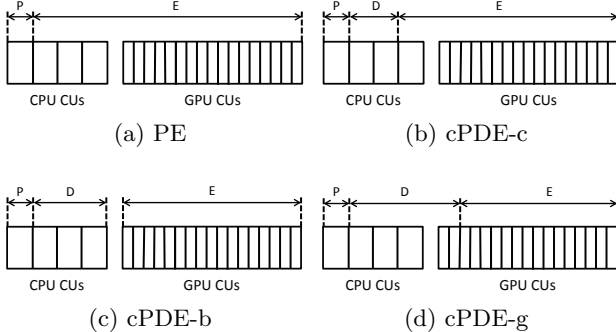 P E
CPU CUs GPU CUs
(a) PE
P D E
CPU CUs GPU CUs
(b) cPDE-c
P D E
CPU CUs GPU CUs
(c) cPDE-b
P D E
CPU CUs GPU CUs
(d) cPDE-g